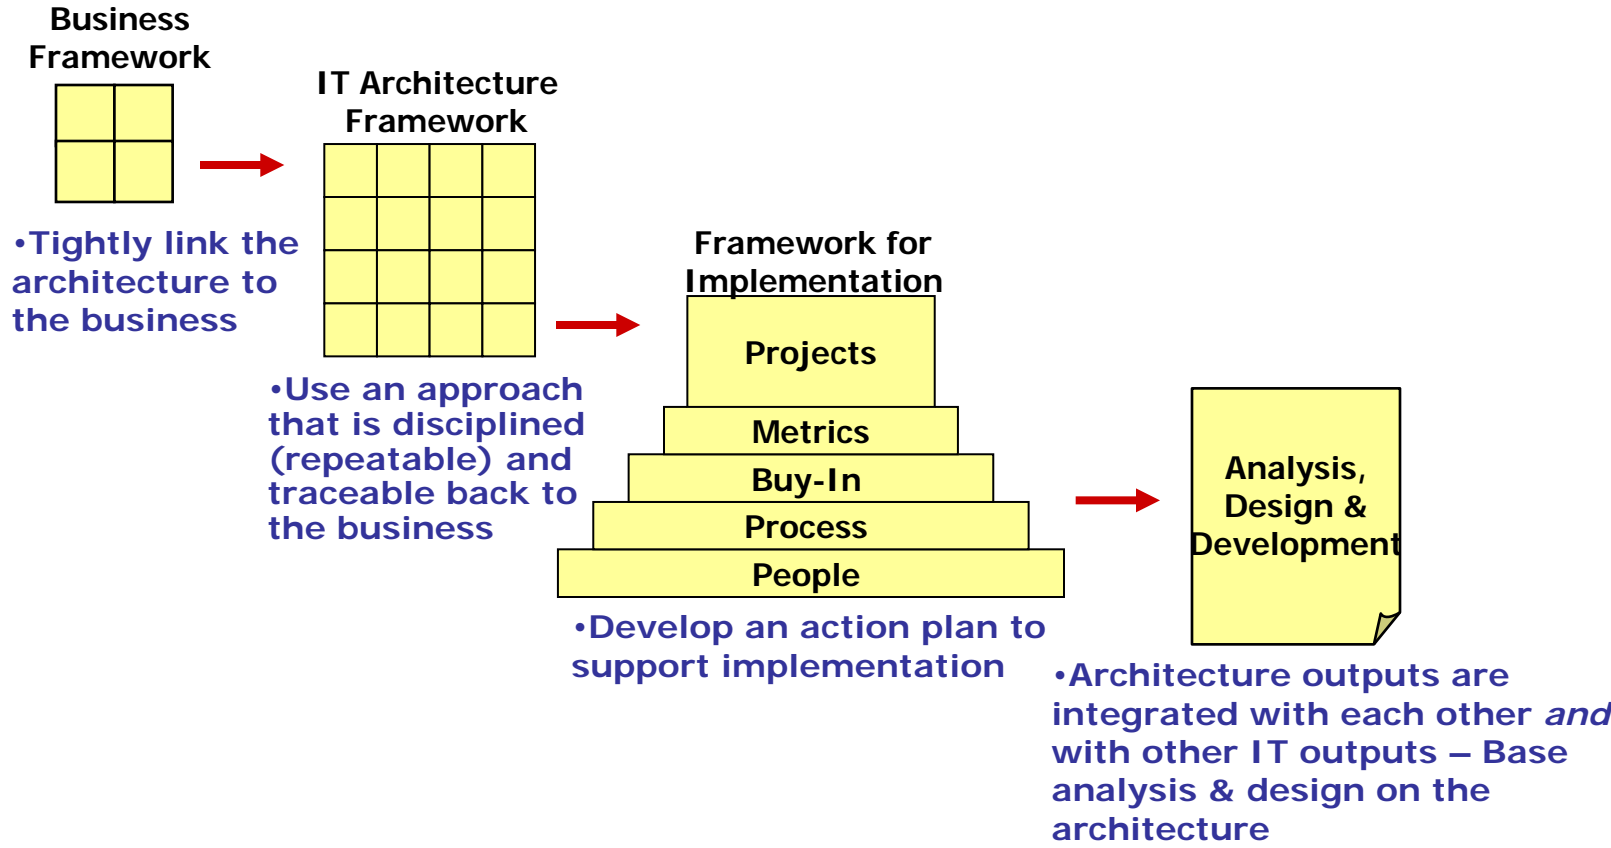 Business
Framework
IT Architecture
Framework
•Tightly link the
architecture to
the business
•Use an approach
that is disciplined
(repeatable) and
traceable back to
the business
Framework for
Implementation
Projects
Metrics
Buy-In
Process
People
•Develop an action plan to
support implementation
Analysis,
Design &
Development
•Architecture outputs are
integrated with each other and
with other IT outputs – Base
analysis & design on the
architecture